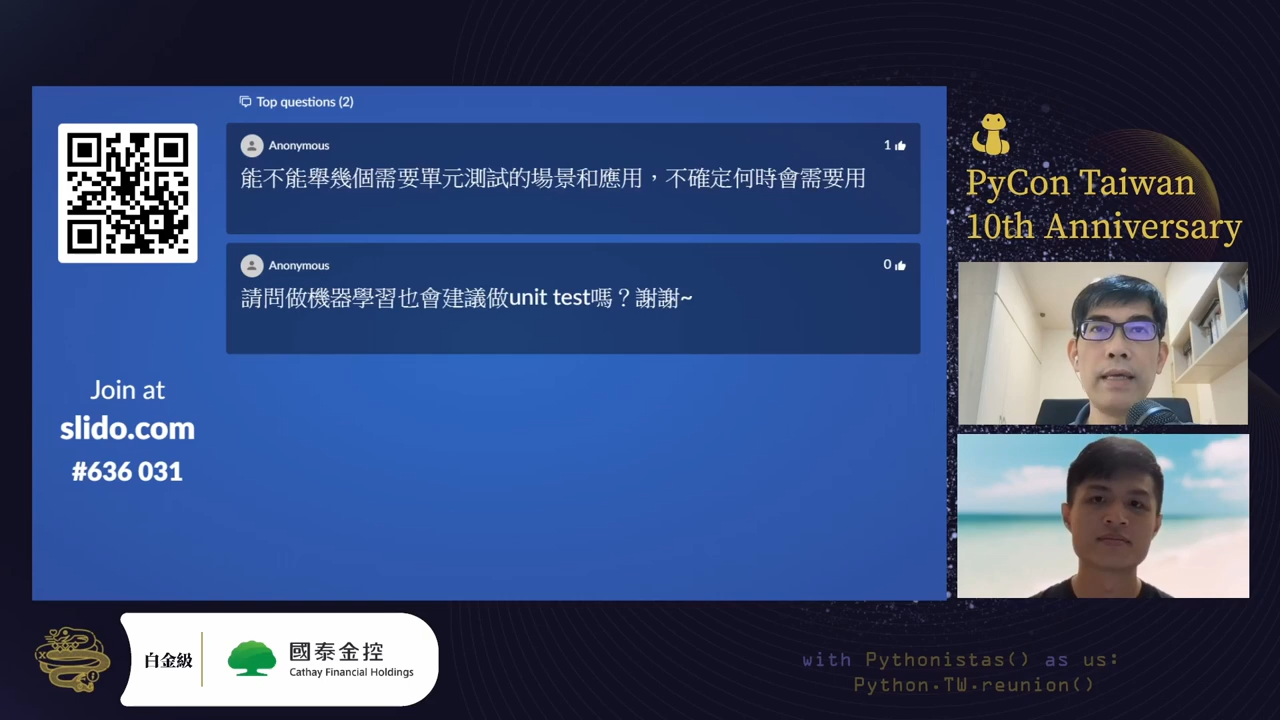 Top questions (2)
Anonymous
1
能不能舉幾個需要單元測試的場景和應用，不確定何時會需要用
Anonymous
0
請問做機器學習也會建議做unit test嗎？謝謝~
Join at
slido.com
#636 031
PyCon Taiwan
10th Anniversary
白金級
國泰金控
Cathay Financial Holdings
with Pythonistas() as us:
Python.TW.reunion()